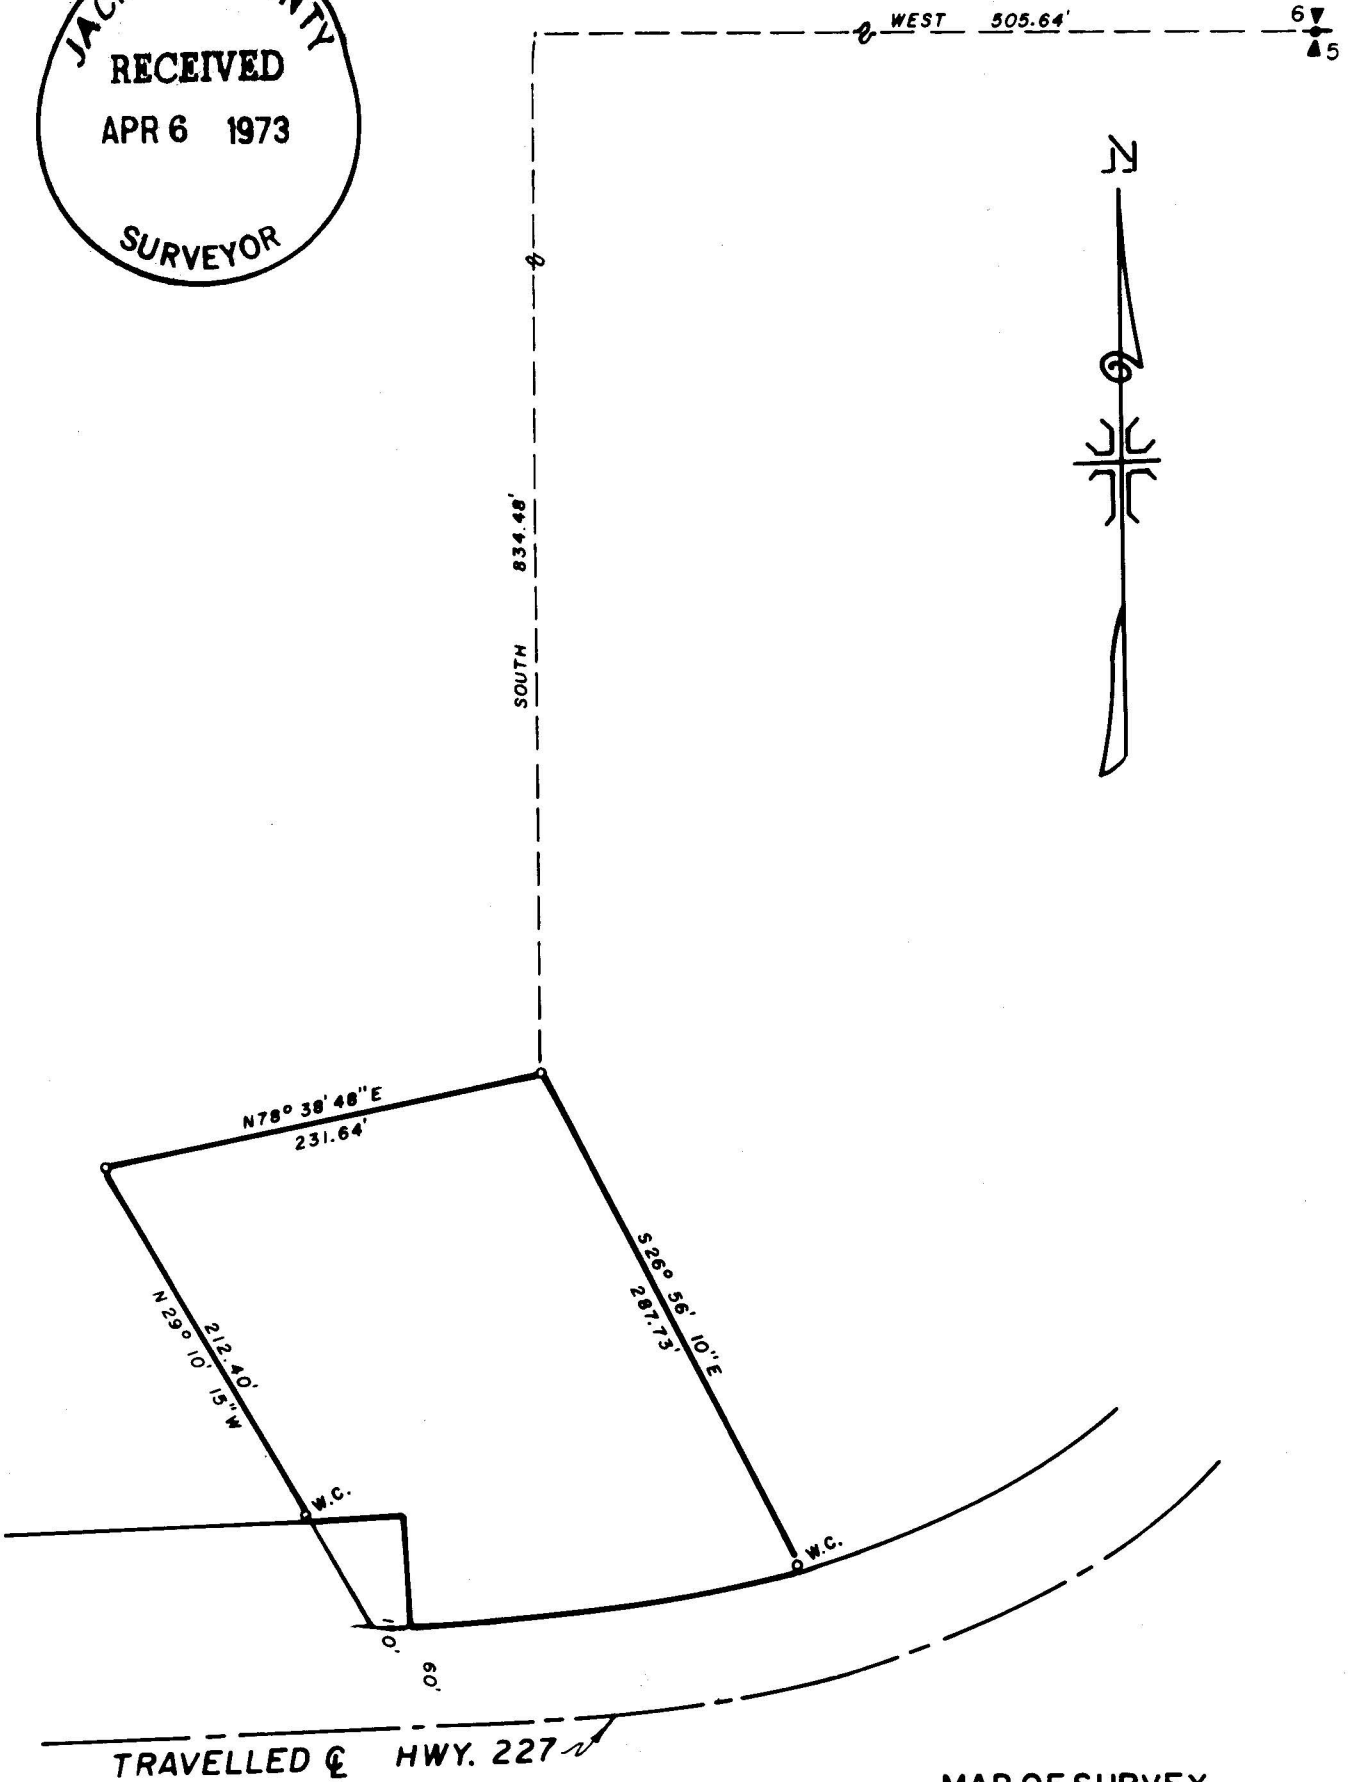 WEST 505.64'
6
5
RECEIVED
APR 6 1973
SURVEYOR
N
SOUTH 834.48'
N78° 38' 48" E
231.64'
S 26° 56' 10" E
287.73'
212.40'
N 29° 10' 15" W
W.C.
W.C.
10'
60'
TRAVELLED ℄ HWY. 227
MAP OF SURVEY